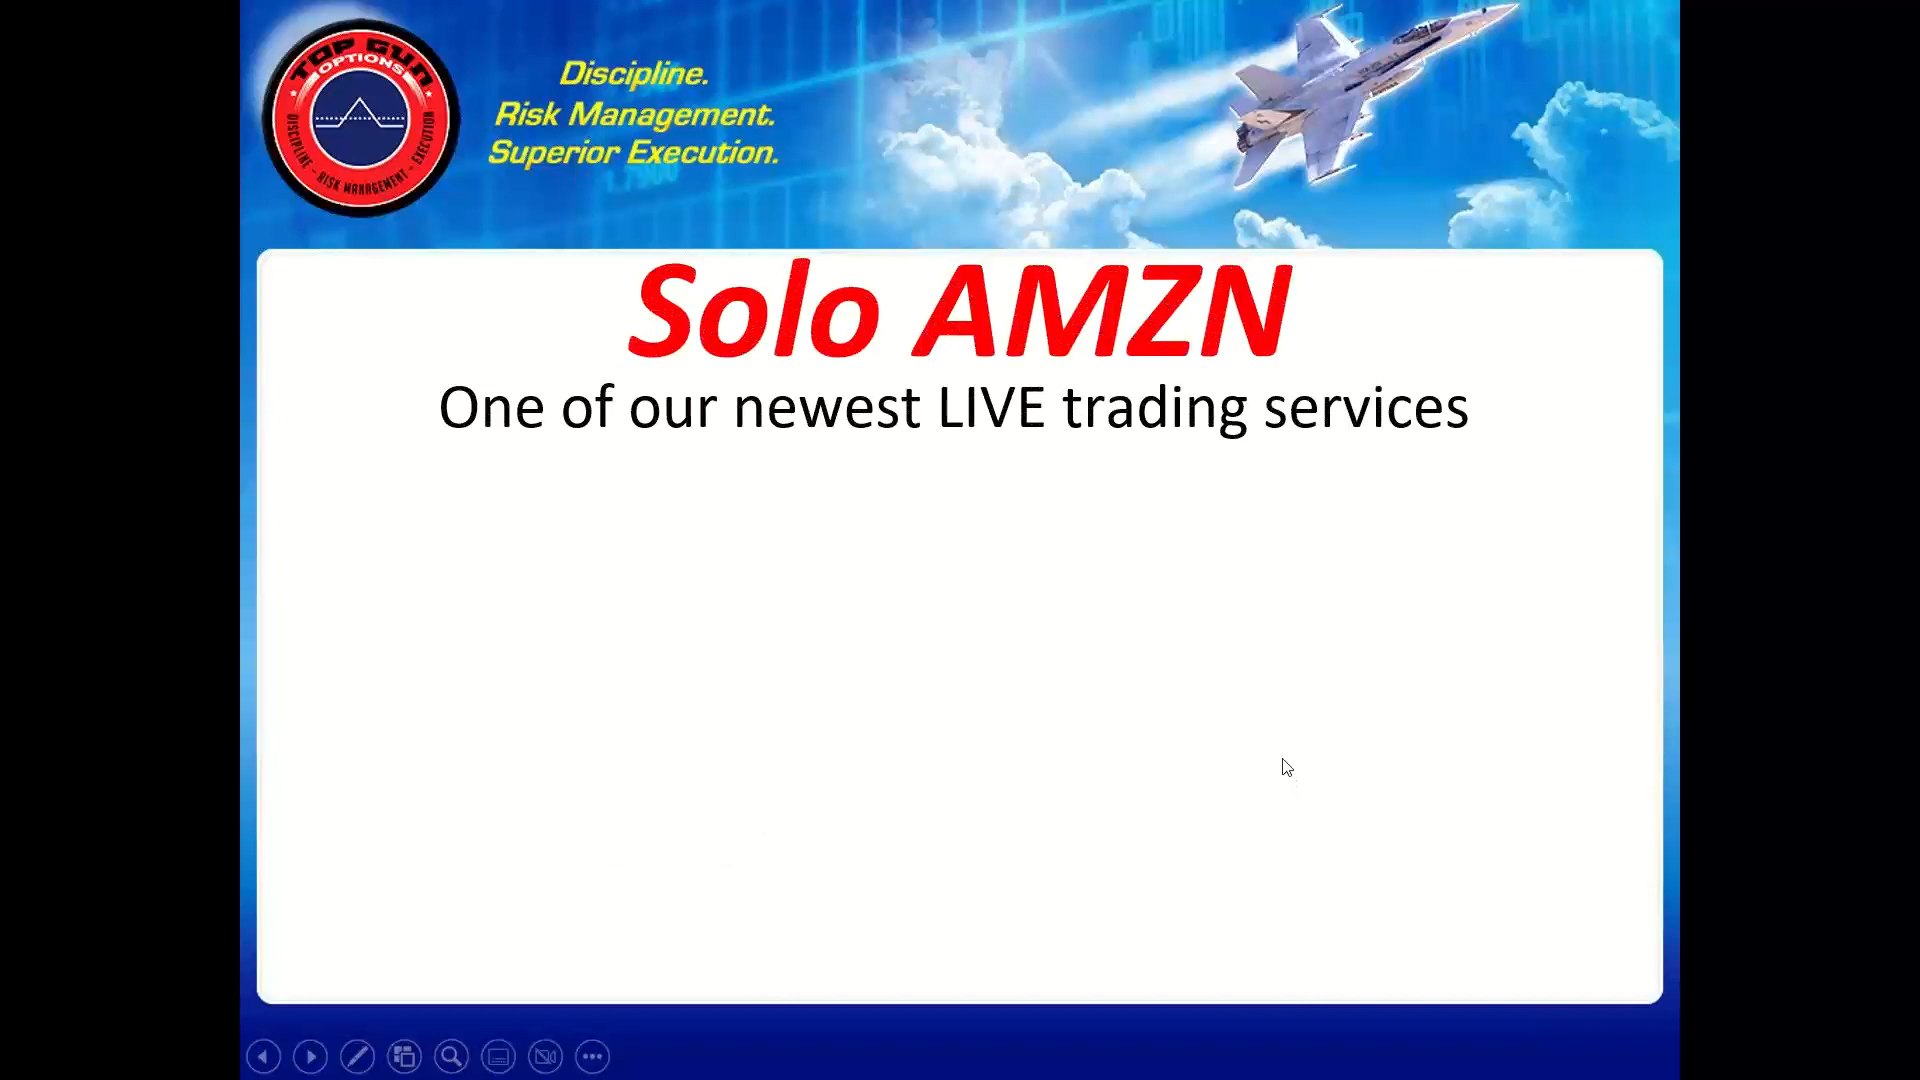 TOP GUN
OPTIONS
DISCIPLINE - RISK MANAGEMENT - EXECUTION
Discipline.
Risk Management.
Superior Execution.
Solo AMZN
One of our newest LIVE trading services